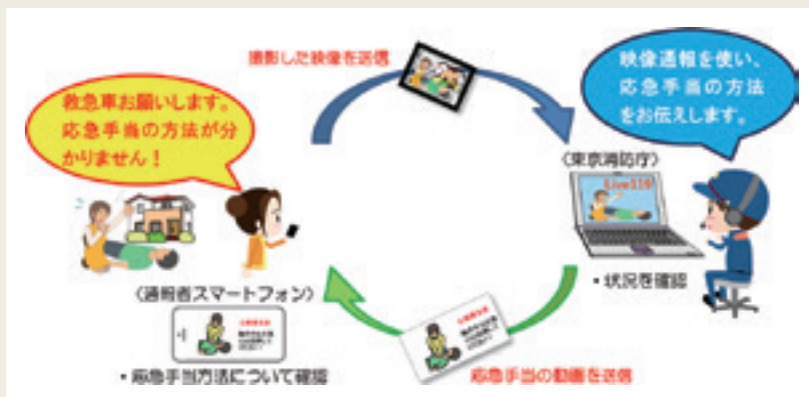 撮影した映像を送信
救急車お願いします。
応急手当の方法が分
かりません！
映像通報を使い、
応急手当の方法
をお伝えします。
〈東京消防庁〉
Live119
・状況を確認
〈通報者スマートフォン〉
・応急手当方法について確認
応急手当の動画を送信